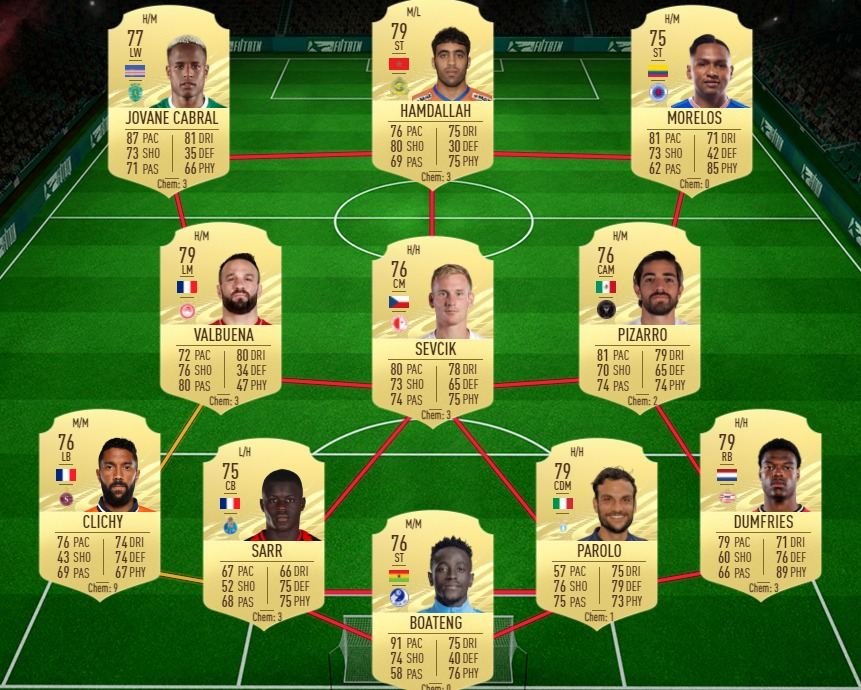 H/M
77
LW
JOVANE CABRAL
87 PAC 81 DRI
73 SHO 35 DEF
71 PAS 66 PHY
Chem: 3
M/L
79
ST
HAMDALLAH
76 PAC 75 DRI
80 SHO 30 DEF
69 PAS 75 PHY
Chem: 3
H/M
75
ST
MORELOS
81 PAC 71 DRI
73 SHO 42 DEF
62 PAS 85 PHY
Chem: 0
FUTBIN
FUTBIN
H/M
79
LM
VALBUENA
72 PAC 80 DRI
76 SHO 34 DEF
80 PAS 47 PHY
Chem: 3
H/H
76
CM
SEVCIK
80 PAC 78 DRI
73 SHO 65 DEF
74 PAS 75 PHY
Chem: 3
H/M
76
CAM
PIZARRO
81 PAC 79 DRI
70 SHO 65 DEF
74 PAS 74 PHY
Chem: 2
M/M
76
LB
CLICHY
76 PAC 74 DRI
43 SHO 74 DEF
69 PAS 67 PHY
Chem: 9
L/H
75
CB
SARR
67 PAC 66 DRI
52 SHO 75 DEF
68 PAS 75 PHY
Chem: 3
M/M
76
ST
BOATENG
91 PAC 75 DRI
74 SHO 40 DEF
58 PAS 76 PHY
Chem: 0
H/H
79
CDM
PAROLO
57 PAC 75 DRI
76 SHO 79 DEF
75 PAS 73 PHY
Chem: 1
H/H
79
RB
DUMFRIES
79 PAC 71 DRI
60 SHO 76 DEF
66 PAS 89 PHY
Chem: 3